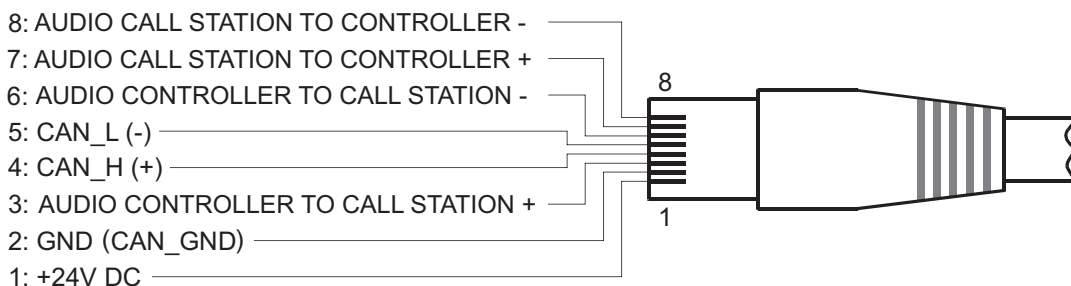 8: AUDIO CALL STATION TO CONTROLLER -
7: AUDIO CALL STATION TO CONTROLLER +
6: AUDIO CONTROLLER TO CALL STATION -
5: CAN_L (-)
4: CAN_H (+)
3: AUDIO CONTROLLER TO CALL STATION +
2: GND (CAN_GND)
1: +24V DC
8
1